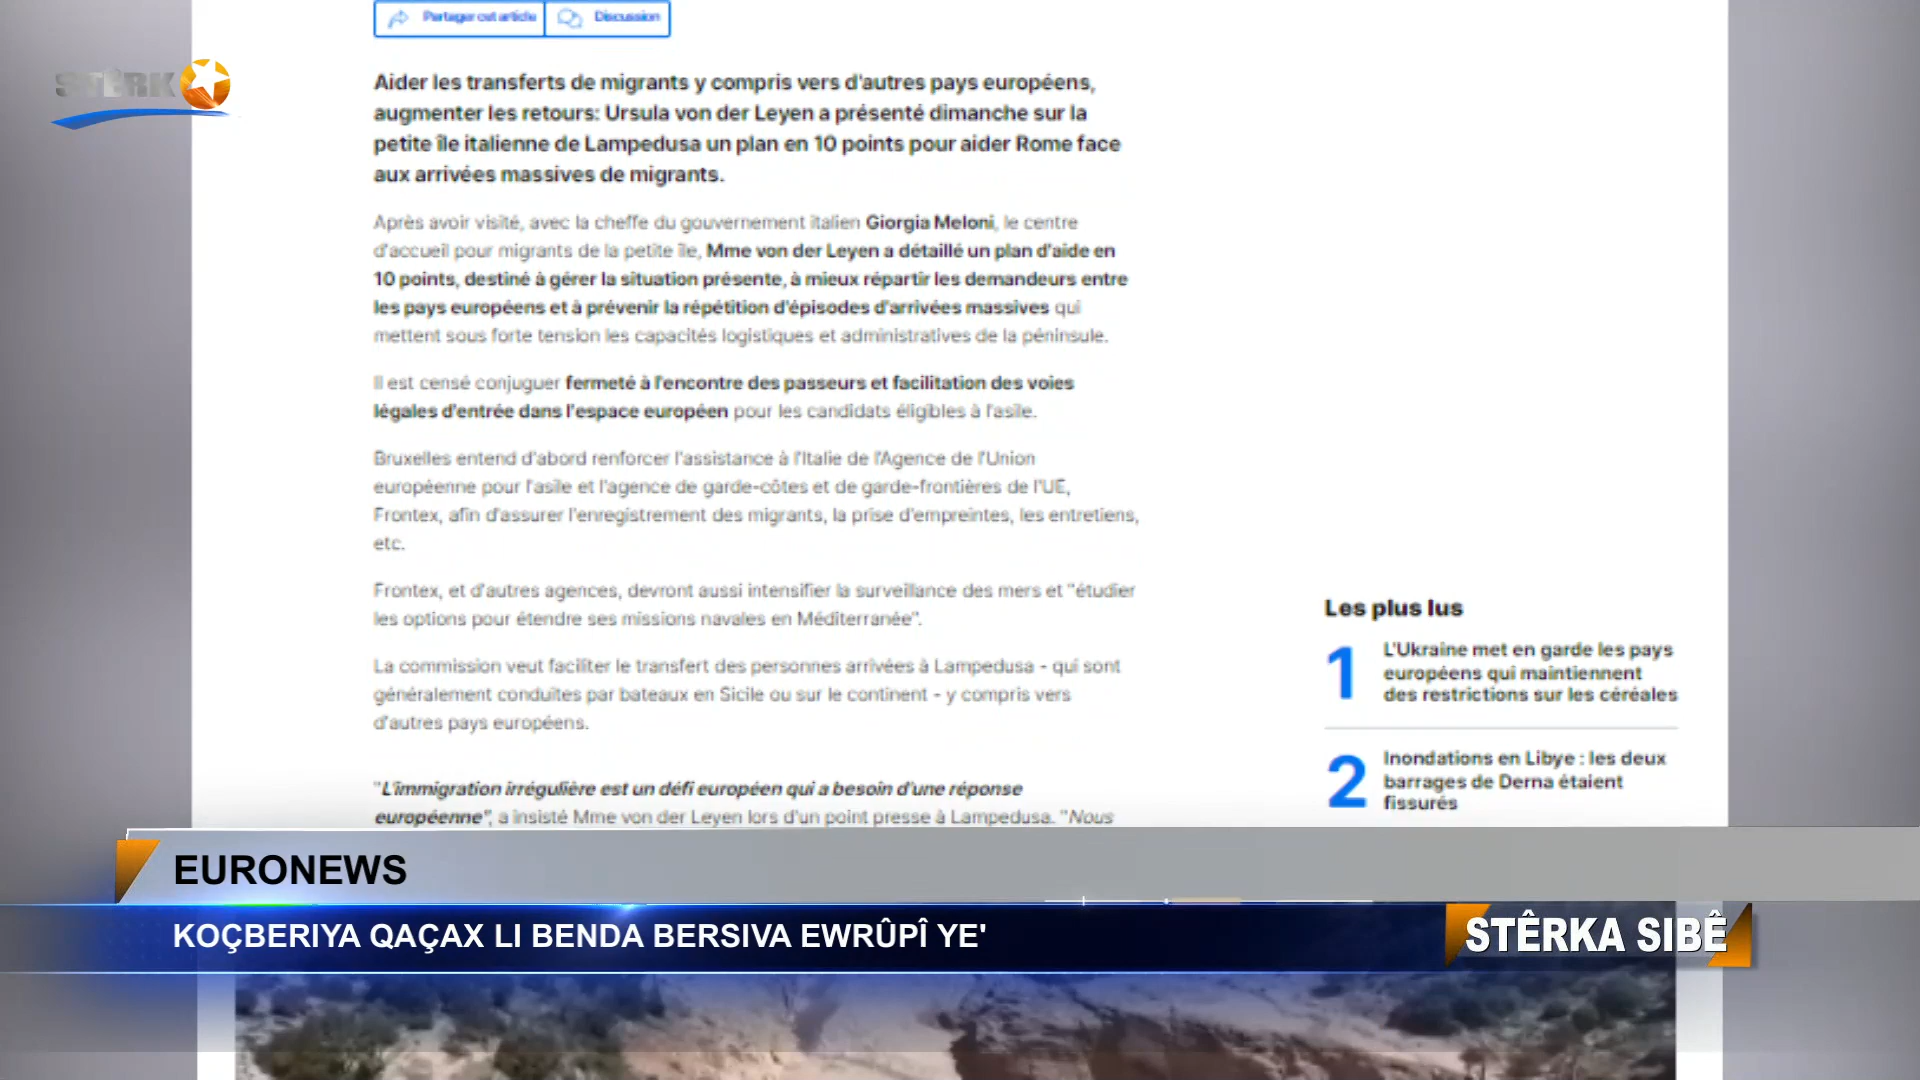 Partager cet article
Discussion
STÊRK
Aider les transferts de migrants y compris vers d'autres pays européens,
augmenter les retours: Ursula von der Leyen a présenté dimanche sur la
petite île italienne de Lampedusa un plan en 10 points pour aider Rome face
aux arrivées massives de migrants.
Après avoir visité, avec la cheffe du gouvernement italien Giorgia Meloni, le centre
d'accueil pour migrants de la petite île, Mme von der Leyen a détaillé un plan d'aide en
10 points, destiné à gérer la situation présente, à mieux répartir les demandeurs entre
les pays européens et à prévenir la répétition d'épisodes d'arrivées massives qui
mettent sous forte tension les capacités logistiques et administratives de la péninsule.
Il est censé conjuguer fermeté à l'encontre des passeurs et facilitation des voies
légales d'entrée dans l'espace européen pour les candidats éligibles à l'asile.
Bruxelles entend d'abord renforcer l'assistance à l'Italie de l'Agence de l'Union
européenne pour l'asile et l'agence de garde-côtes et de garde-frontières de l'UE,
Frontex, afin d'assurer l'enregistrement des migrants, la prise d'empreintes, les entretiens,
etc.
Frontex, et d'autres agences, devront aussi intensifier la surveillance des mers et "étudier
les options pour étendre ses missions navales en Méditerranée".
La commission veut faciliter le transfert des personnes arrivées à Lampedusa - qui sont
généralement conduites par bateaux en Sicile ou sur le continent - y compris vers
d'autres pays européens.
"L'immigration irrégulière est un défi européen qui a besoin d'une réponse
européenne", a insisté Mme von der Leyen lors d'un point presse à Lampedusa. "Nous
Les plus lus
1
L'Ukraine met en garde les pays
européens qui maintiennent
des restrictions sur les céréales
2
Inondations en Libye : les deux
barrages de Derna étaient
fissurés
EURONEWS
KOÇBERIYA QAÇAX LI BENDA BERSIVA EWRÛPÎ YE'
STÊRKA SIBÊ